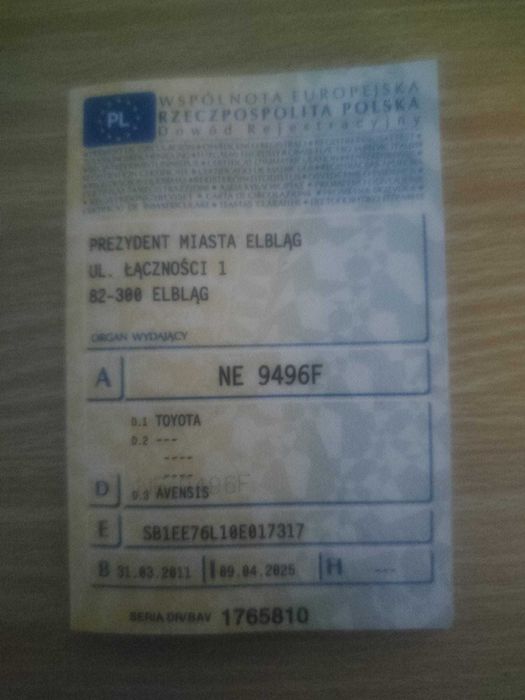 PL
WSPÓLNOTA EUROPEJSKA
RZECZPOSPOLITA POLSKA
Dowód Rejestracyjny
PREZYDENT MIASTA ELBLĄG
UL. ŁĄCZNOŚCI 1
82-300 ELBLĄG
ORGAN WYDAJĄCY
A NE 9496F
D.1 TOYOTA
D.2 ---
----
----
D D.3 AVENSIS
E SB1EE76L10E017317
B 31.03.2011 I 09.04.2025 H ---
SERIA DR/BAV 1765810